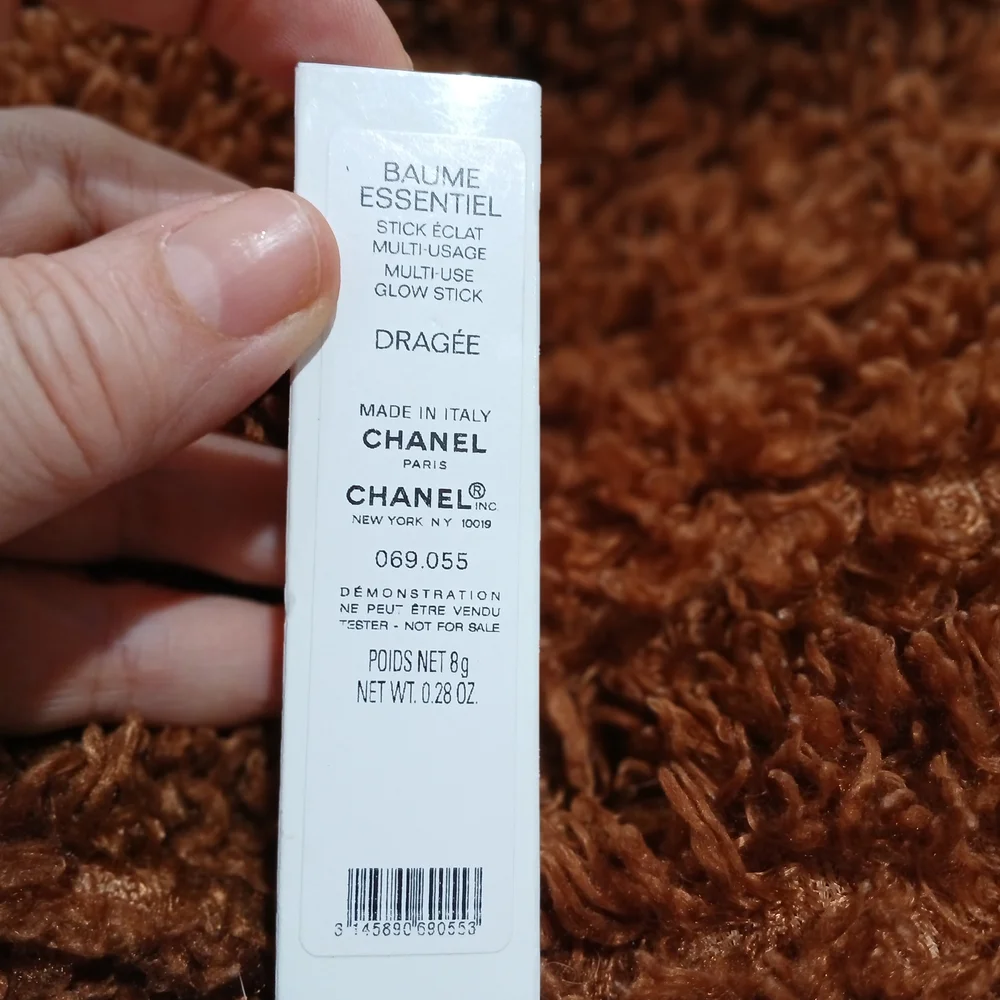 BAUME
ESSENTIEL
STICK ÉCLAT
MULTI-USAGE
MULTI-USE
GLOW STICK
DRAGÉE
MADE IN ITALY
CHANEL
PARIS
CHANEL® INC.
NEW YORK NY 10019
069.055
DÉMONSTRATION
NE PEUT ÊTRE VENDU
TESTER - NOT FOR SALE
POIDS NET 8g
NET WT. 0.28 OZ.
3 145890 690553